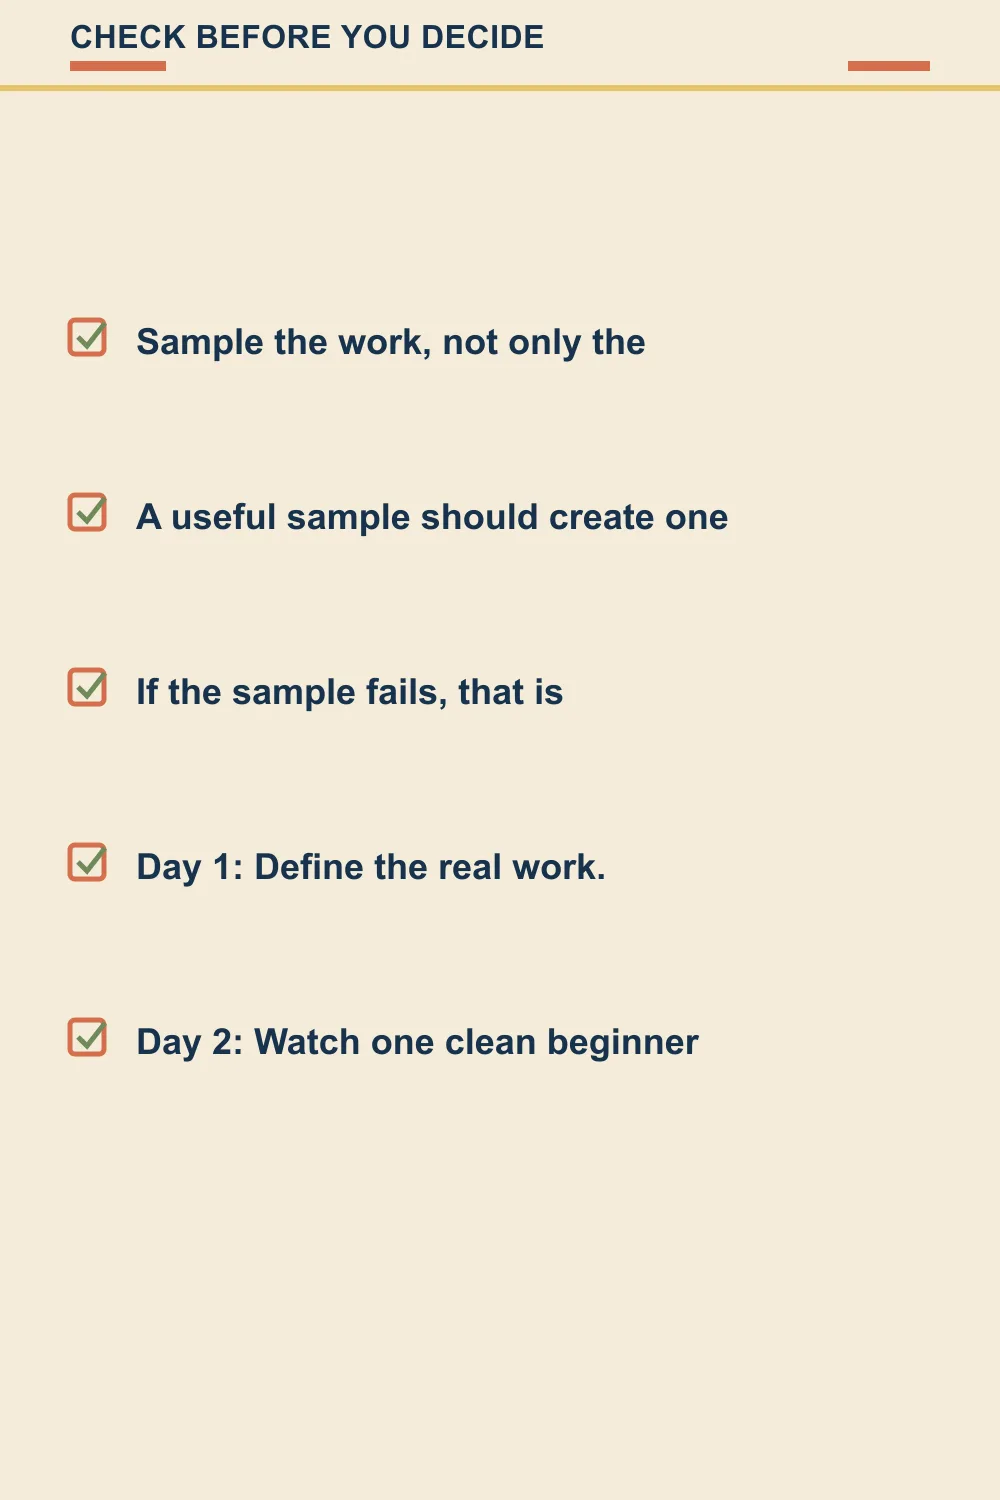 CHECK BEFORE YOU DECIDE
Sample the work, not only the
A useful sample should create one
If the sample fails, that is
Day 1: Define the real work.
Day 2: Watch one clean beginner